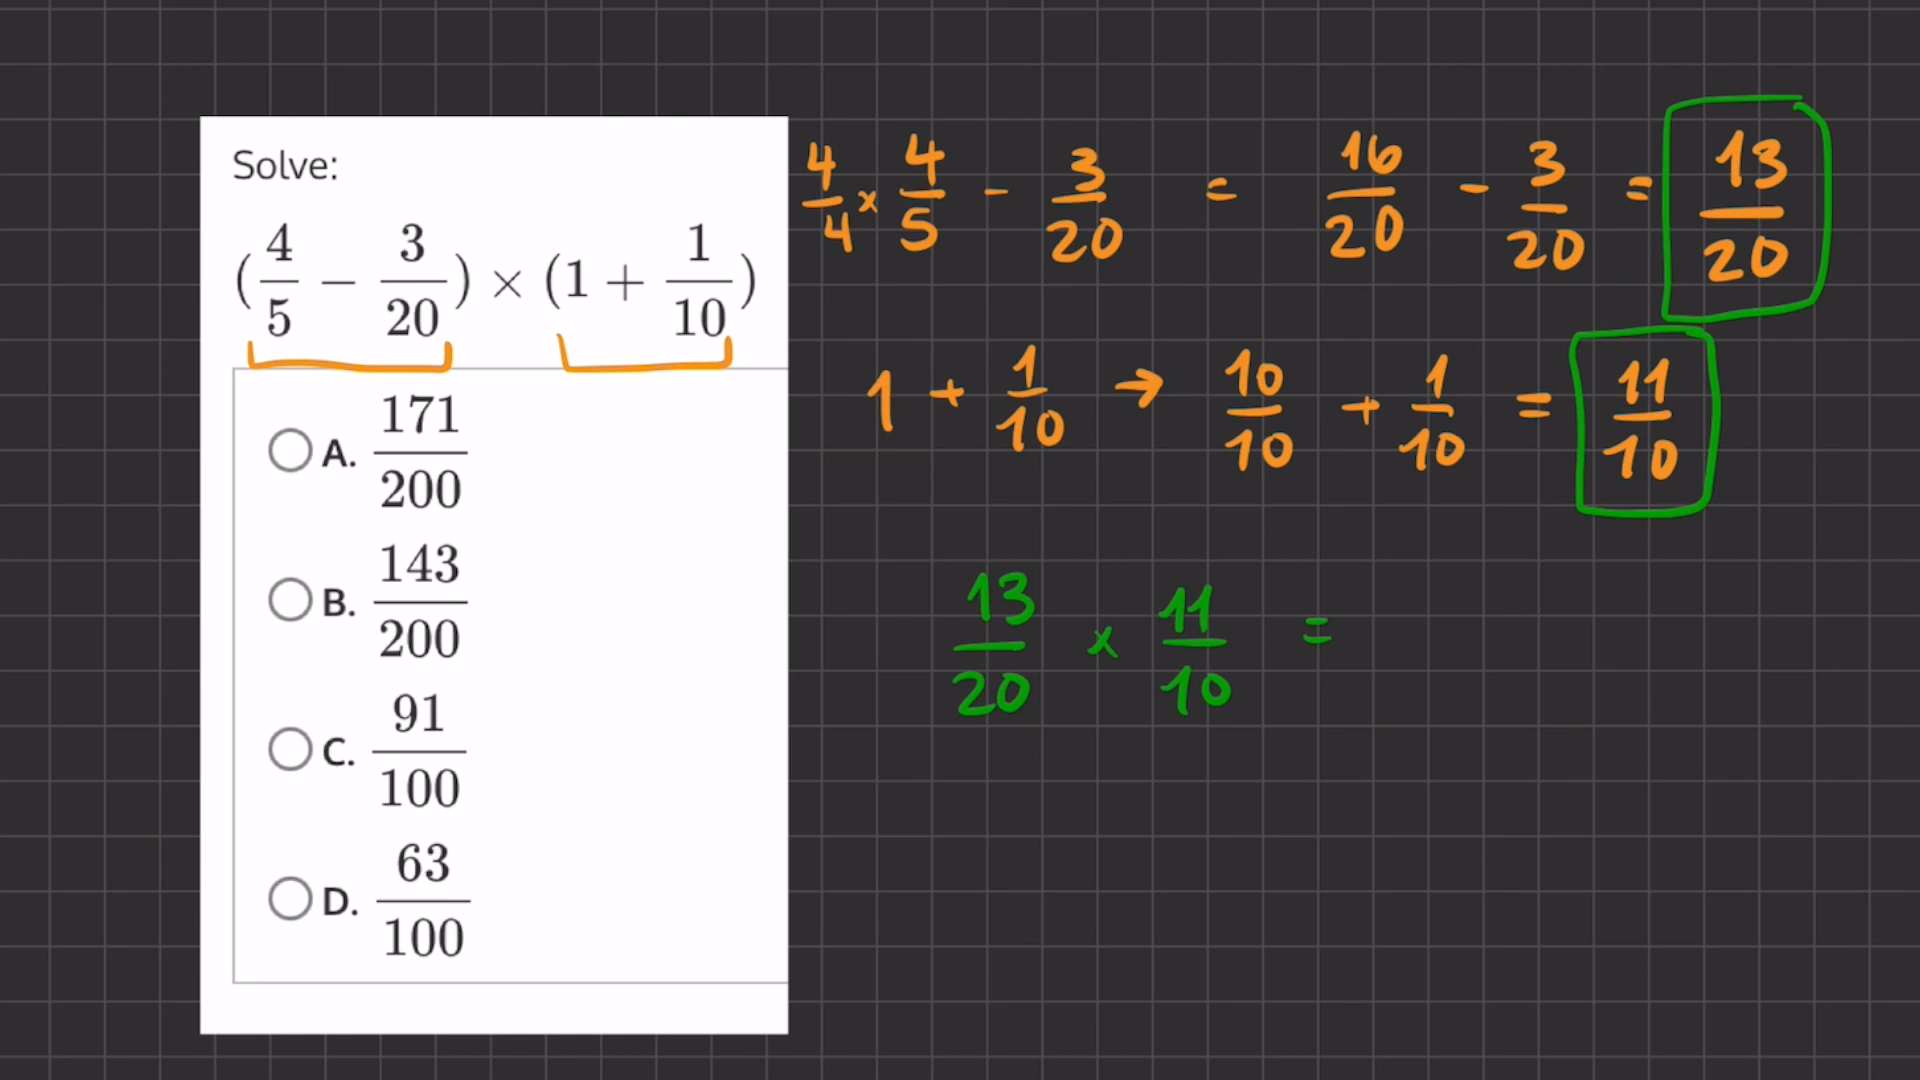 Solve:
(4/5 − 3/20) × (1 + 1/10)
A. 171/200
B. 143/200
C. 91/100
D. 63/100
4/4 × 4/5 - 3/20 = 16/20 - 3/20 = 13/20
1 + 1/10 → 10/10 + 1/10 = 11/10
13/20 × 11/10 =